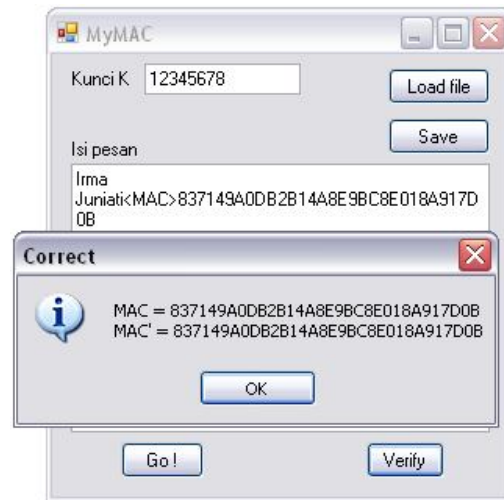 MyMAC
Kunci K 12345678
Load file
Save
Isi pesan
Irma
Juniati<MAC>837149A0DB2B14A8E9BC8E018A917D
0B
Correct
MAC = 837149A0DB2B14A8E9BC8E018A917D0B
MAC' = 837149A0DB2B14A8E9BC8E018A917D0B
OK
Go !
Verify